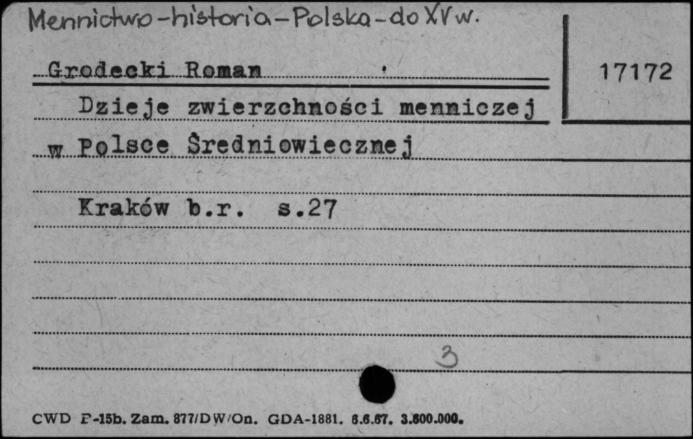 Mennictwo-historia-Polska-do XV w.
Grodecki Roman
17172
Dzieje zwierzchności menniczej
w Polsce Średniowiecznej
Kraków b.r. s.27
3
CWD P-15b. Zam. 877/DW/On. GDA-1881. 6.6.67. 3.600.000.